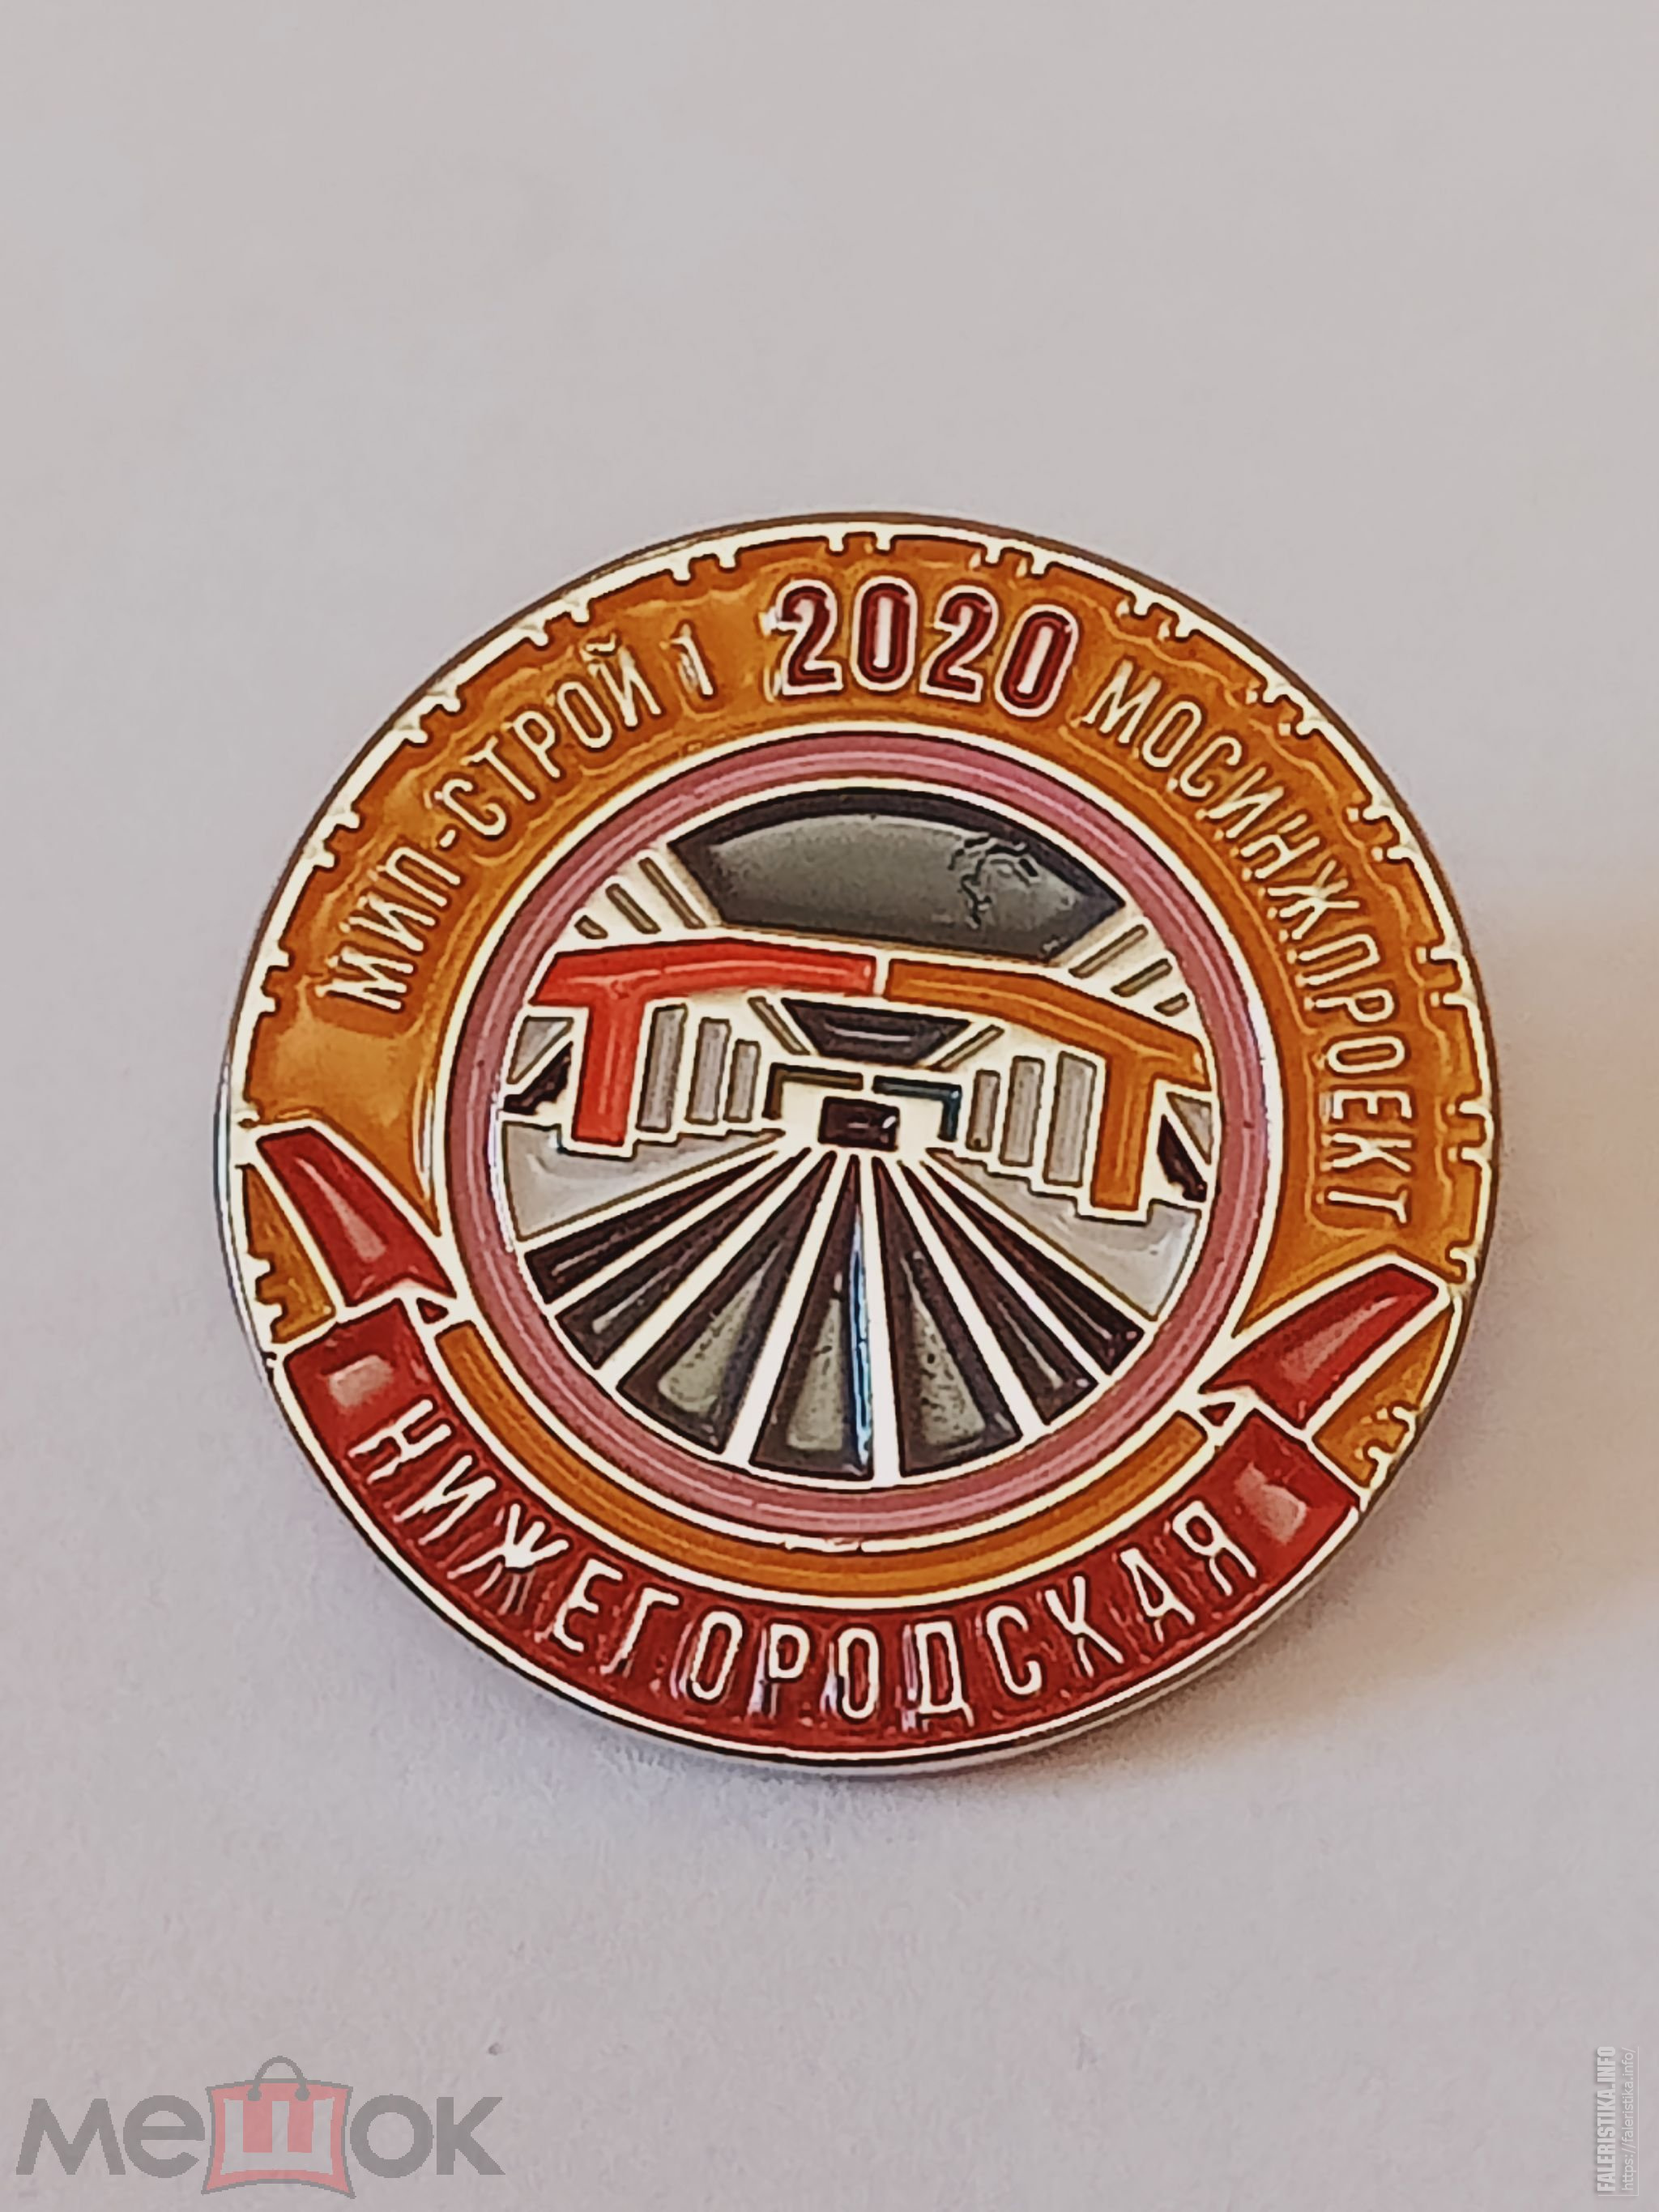 МИП-СТРОЙ 1 2020 МОСИНЖПРОЕКТ
НИЖЕГОРОДСКАЯ
мешок
FALERISTIKA.INFO
https://faleristika.info/